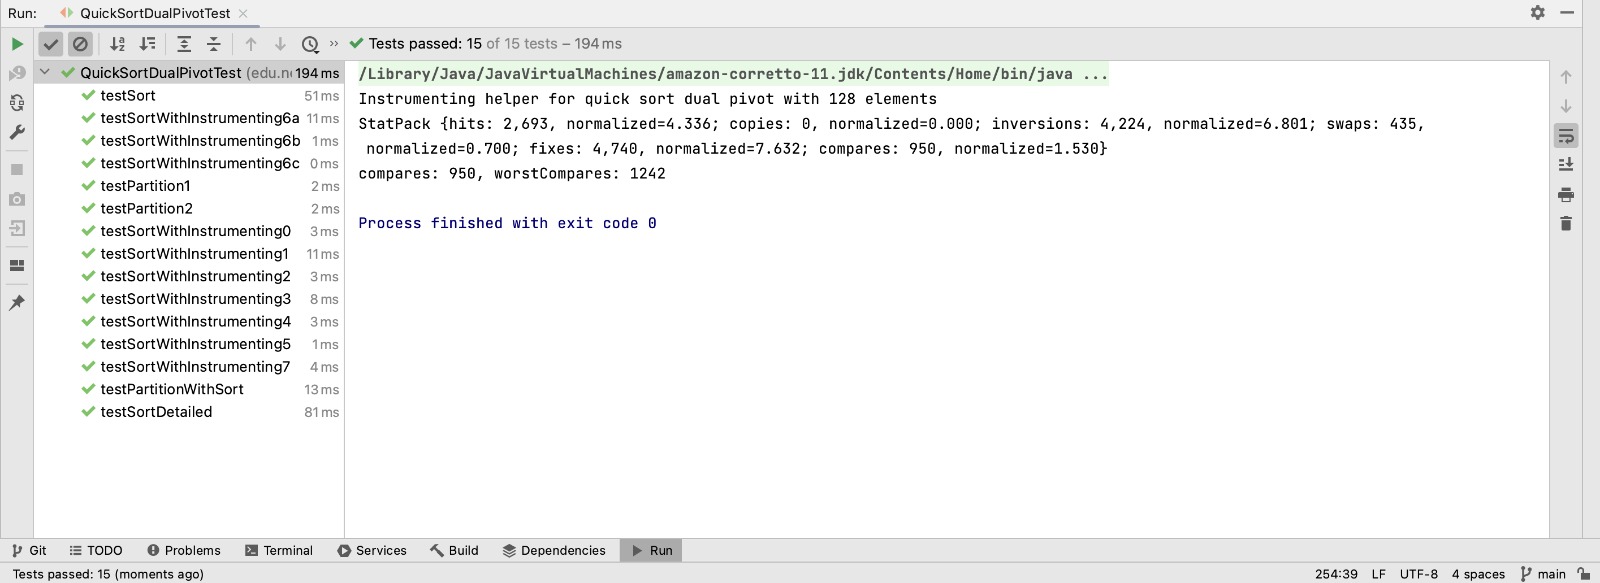 Run: QuickSortDualPivotTest
Tests passed: 15 of 15 tests – 194 ms
QuickSortDualPivotTest (edu.ne 194 ms
testSort 51 ms
testSortWithInstrumenting6a 11 ms
testSortWithInstrumenting6b 1 ms
testSortWithInstrumenting6c 0 ms
testPartition1 2 ms
testPartition2 2 ms
testSortWithInstrumenting0 3 ms
testSortWithInstrumenting1 11 ms
testSortWithInstrumenting2 3 ms
testSortWithInstrumenting3 8 ms
testSortWithInstrumenting4 3 ms
testSortWithInstrumenting5 1 ms
testSortWithInstrumenting7 4 ms
testPartitionWithSort 13 ms
testSortDetailed 81 ms
/Library/Java/JavaVirtualMachines/amazon-corretto-11.jdk/Contents/Home/bin/java ...
Instrumenting helper for quick sort dual pivot with 128 elements
StatPack {hits: 2,693, normalized=4.336; copies: 0, normalized=0.000; inversions: 4,224, normalized=6.801; swaps: 435,
normalized=0.700; fixes: 4,740, normalized=7.632; compares: 950, normalized=1.530}
compares: 950, worstCompares: 1242
Process finished with exit code 0
Git TODO Problems Terminal Services Build Dependencies Run
Tests passed: 15 (moments ago) 254:39 LF UTF-8 4 spaces main